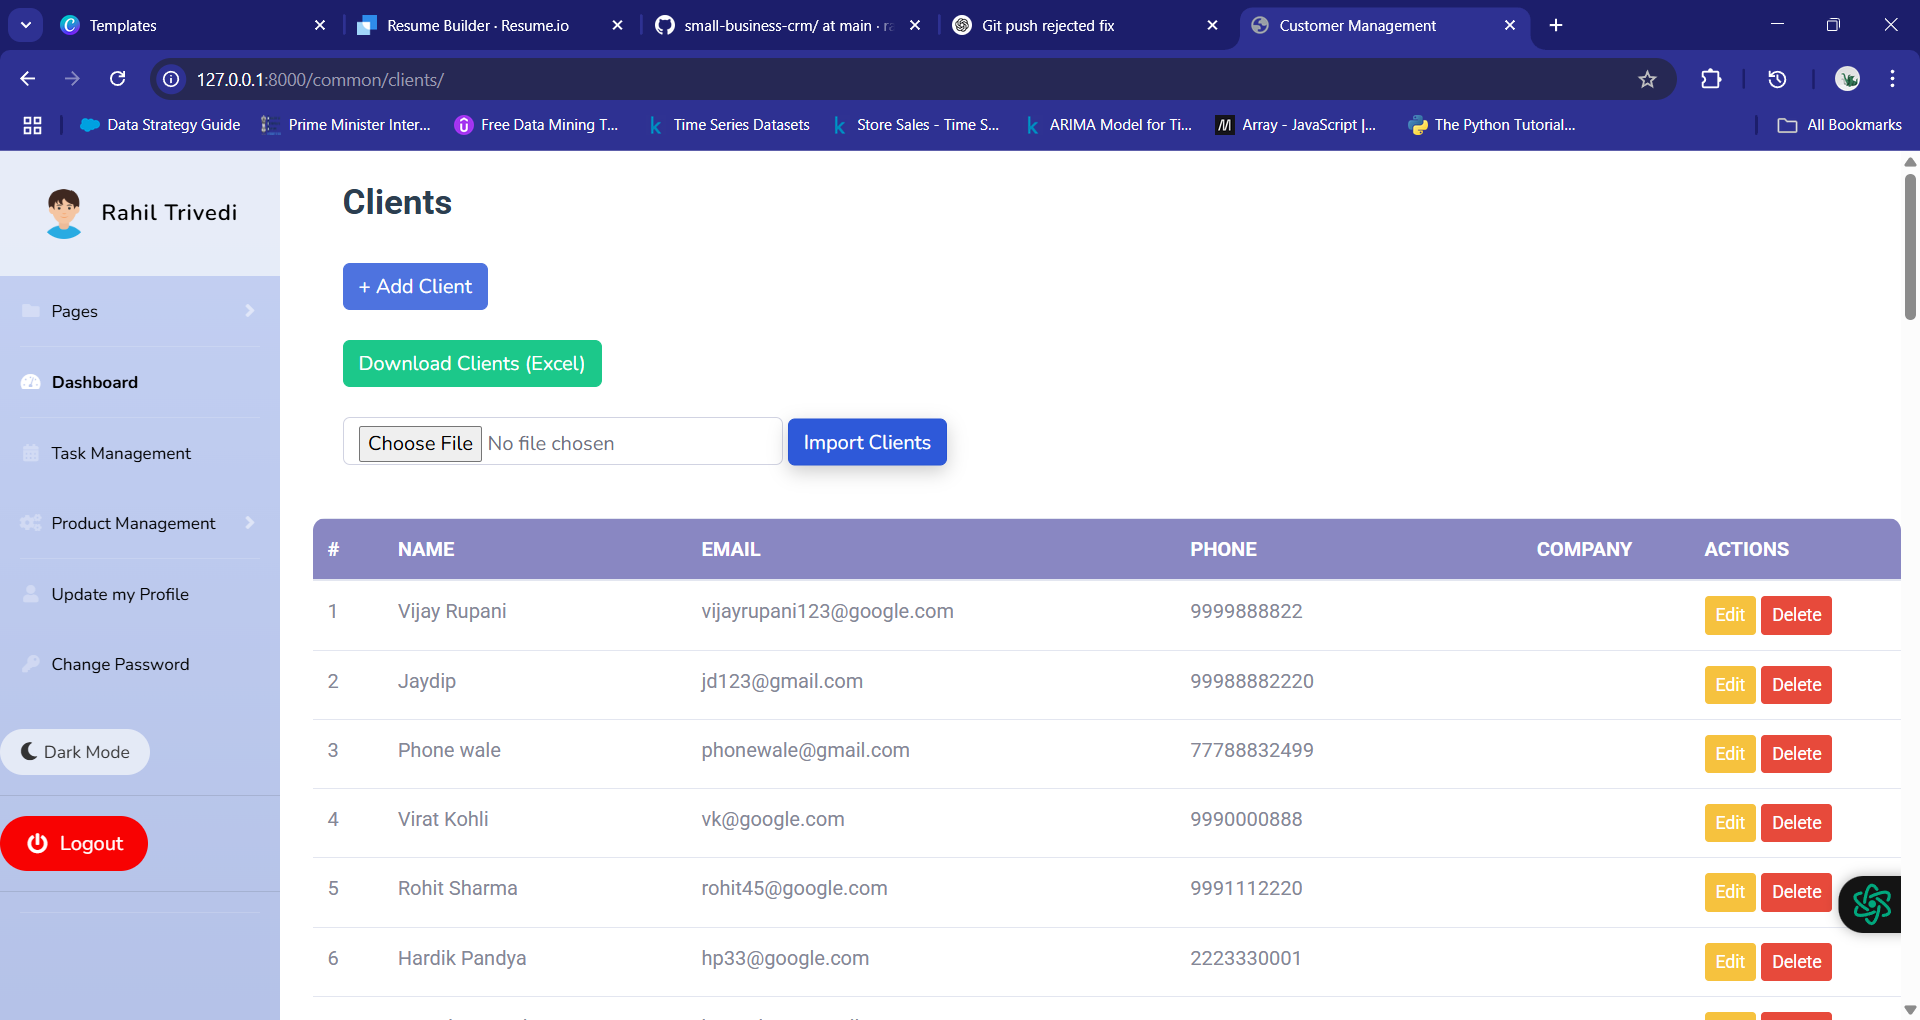 Templates
Resume Builder · Resume.io
small-business-crm/ at main · ra
Git push rejected fix
Customer Management
127.0.0.1:8000/common/clients/
Data Strategy Guide
Prime Minister Inter...
Free Data Mining T...
Time Series Datasets
Store Sales - Time S...
ARIMA Model for Ti...
Array - JavaScript |...
The Python Tutorial...
All Bookmarks
Rahil Trivedi
Pages
Dashboard
Task Management
Product Management
Update my Profile
Change Password
Dark Mode
Logout
Clients
+ Add Client
Download Clients (Excel)
Choose File No file chosen
Import Clients
# NAME EMAIL PHONE COMPANY ACTIONS
1 Vijay Rupani vijayrupani123@google.com 9999888822 Edit Delete
2 Jaydip jd123@gmail.com 99988882220 Edit Delete
3 Phone wale phonewale@gmail.com 77788832499 Edit Delete
4 Virat Kohli vk@google.com 9990000888 Edit Delete
5 Rohit Sharma rohit45@google.com 9991112220 Edit Delete
6 Hardik Pandya hp33@google.com 2223330001 Edit Delete